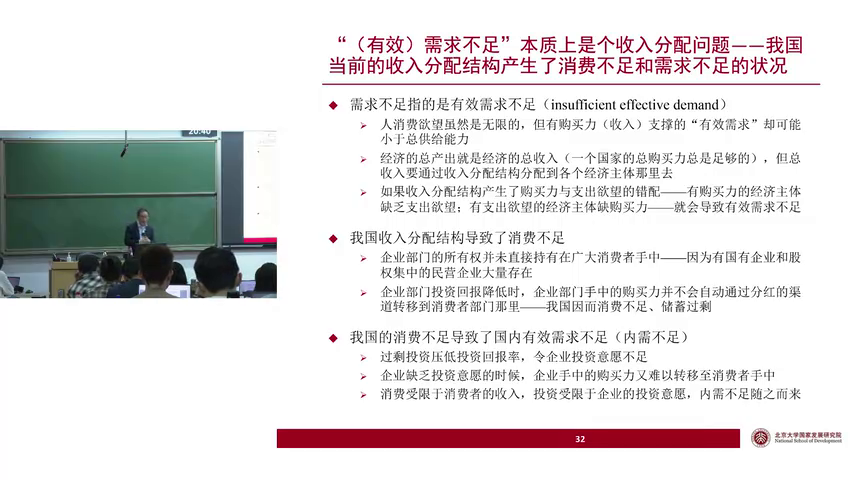 “（有效）需求不足”本质上是个收入分配问题——我国
当前的收入分配结构产生了消费不足和需求不足的状况
需求不足指的是有效需求不足（insufficient effective demand）
人消费欲望虽然是无限的，但有购买力（收入）支撑的“有效需求”却可能
小于总供给能力
经济的总产出就是经济的总收入（一个国家的总购买力总是足够的），但总
收入要通过收入分配结构分配到各个经济主体那里去
如果收入分配结构产生了购买力与支出欲望的错配——有购买力的经济主体
缺乏支出欲望；有支出欲望的经济主体缺购买力——就会导致有效需求不足
我国收入分配结构导致了消费不足
企业部门的所有权并未直接持有在广大消费者手中——因为有国有企业和股
权集中的民营企业大量存在
企业部门投资回报降低时，企业部门手中的购买力并不会自动通过分红的渠
道转移到消费者部门那里——我国因而消费不足、储蓄过剩
我国的消费不足导致了国内有效需求不足（内需不足）
过剩投资压低投资回报率，令企业投资意愿不足
企业缺乏投资意愿的时候，企业手中的购买力又难以转移至消费者手中
消费受限于消费者的收入，投资受限于企业的投资意愿，内需不足随之而来
32
北京大学国家发展研究院
National School of Development